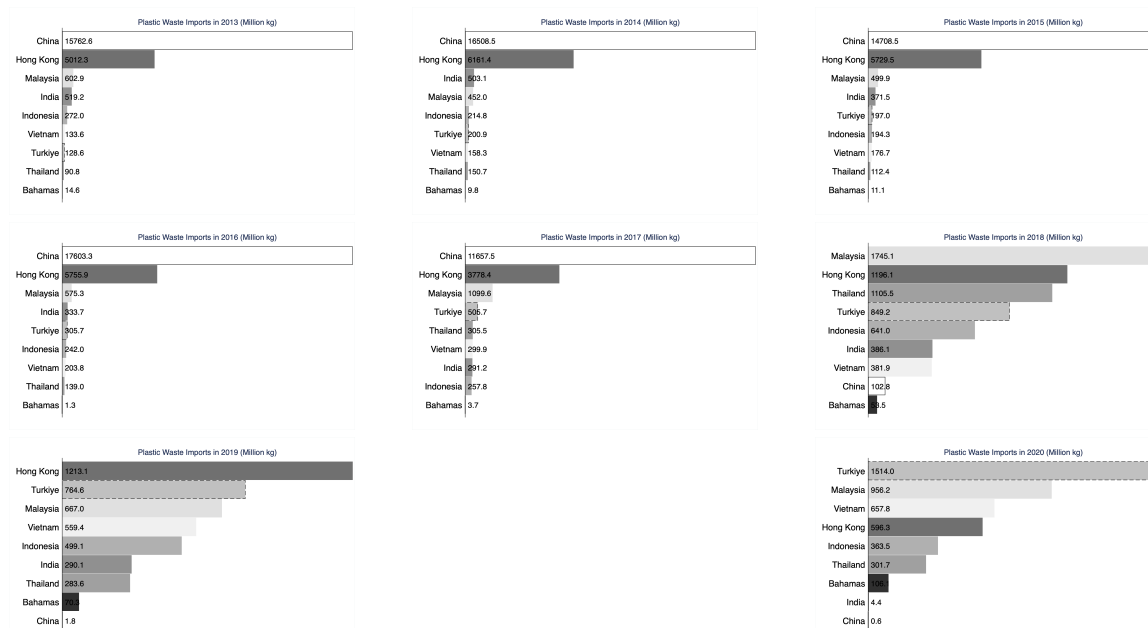 Plastic Waste Imports in 2013 (Million kg)
China 15762.6
Hong Kong 5012.3
Malaysia 602.9
India 519.2
Indonesia 272.0
Vietnam 133.6
Turkiye 128.6
Thailand 90.8
Bahamas 14.6
Plastic Waste Imports in 2014 (Million kg)
China 16508.5
Hong Kong 6161.4
India 503.1
Malaysia 452.0
Indonesia 214.8
Turkiye 200.9
Vietnam 158.3
Thailand 150.7
Bahamas 9.8
Plastic Waste Imports in 2015 (Million kg)
China 14708.5
Hong Kong 5729.5
Malaysia 499.9
India 371.5
Turkiye 197.0
Indonesia 194.3
Vietnam 176.7
Thailand 112.4
Bahamas 11.1
Plastic Waste Imports in 2016 (Million kg)
China 17603.3
Hong Kong 5755.9
Malaysia 575.3
India 333.7
Turkiye 305.7
Indonesia 242.0
Vietnam 203.8
Thailand 139.0
Bahamas 1.3
Plastic Waste Imports in 2017 (Million kg)
China 11657.5
Hong Kong 3778.4
Malaysia 1099.6
Turkiye 505.7
Thailand 305.5
Vietnam 299.9
India 291.2
Indonesia 257.8
Bahamas 3.7
Plastic Waste Imports in 2018 (Million kg)
Malaysia 1745.1
Hong Kong 1196.1
Thailand 1105.5
Turkiye 849.2
Indonesia 641.0
India 386.1
Vietnam 381.9
China 102.8
Bahamas
Plastic Waste Imports in 2019 (Million kg)
Hong Kong 1213.1
Turkiye 764.6
Malaysia 667.0
Vietnam 559.4
Indonesia 499.1
India 290.1
Thailand 283.6
Bahamas
China 1.8
Plastic Waste Imports in 2020 (Million kg)
Turkiye 1514.0
Malaysia 956.2
Vietnam 657.8
Hong Kong 596.3
Indonesia 363.5
Thailand 301.7
Bahamas
India 4.4
China 0.6